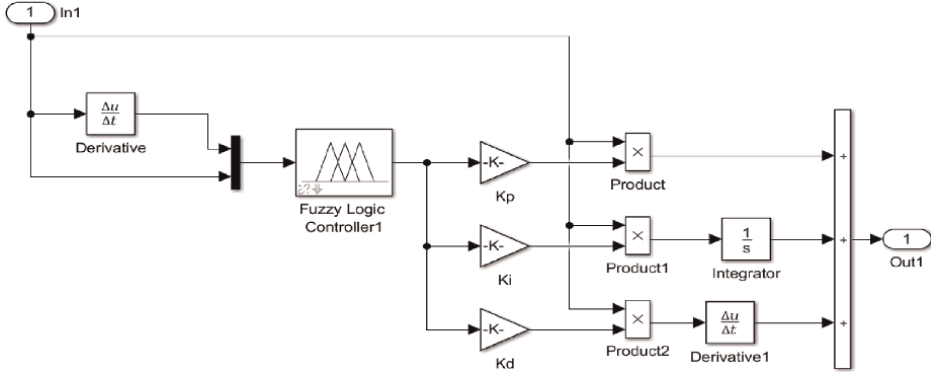 1
In1
Δu
Δt
Derivative
Fuzzy Logic
Controller1
-K-
Kp
-K-
Ki
-K-
Kd
×
Product
×
Product1
×
Product2
1
s
Integrator
Δu
Δt
Derivative1
+
+
+
1
Out1